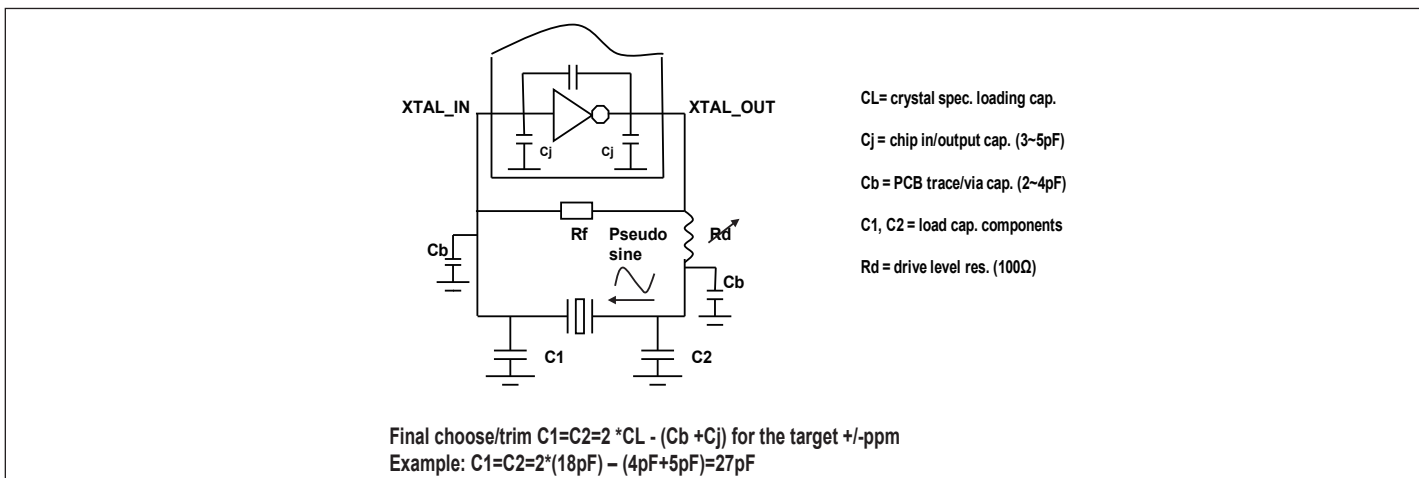 XTAL_IN
XTAL_OUT
Cj
Cj
Rf
Pseudo
sine
Rd
Cb
Cb
C1
C2
CL= crystal spec. loading cap.
Cj = chip in/output cap. (3~5pF)
Cb = PCB trace/via cap. (2~4pF)
C1, C2 = load cap. components
Rd = drive level res. (100Ω)
Final choose/trim C1=C2=2 *CL - (Cb +Cj) for the target +/-ppm
Example: C1=C2=2*(18pF) – (4pF+5pF)=27pF